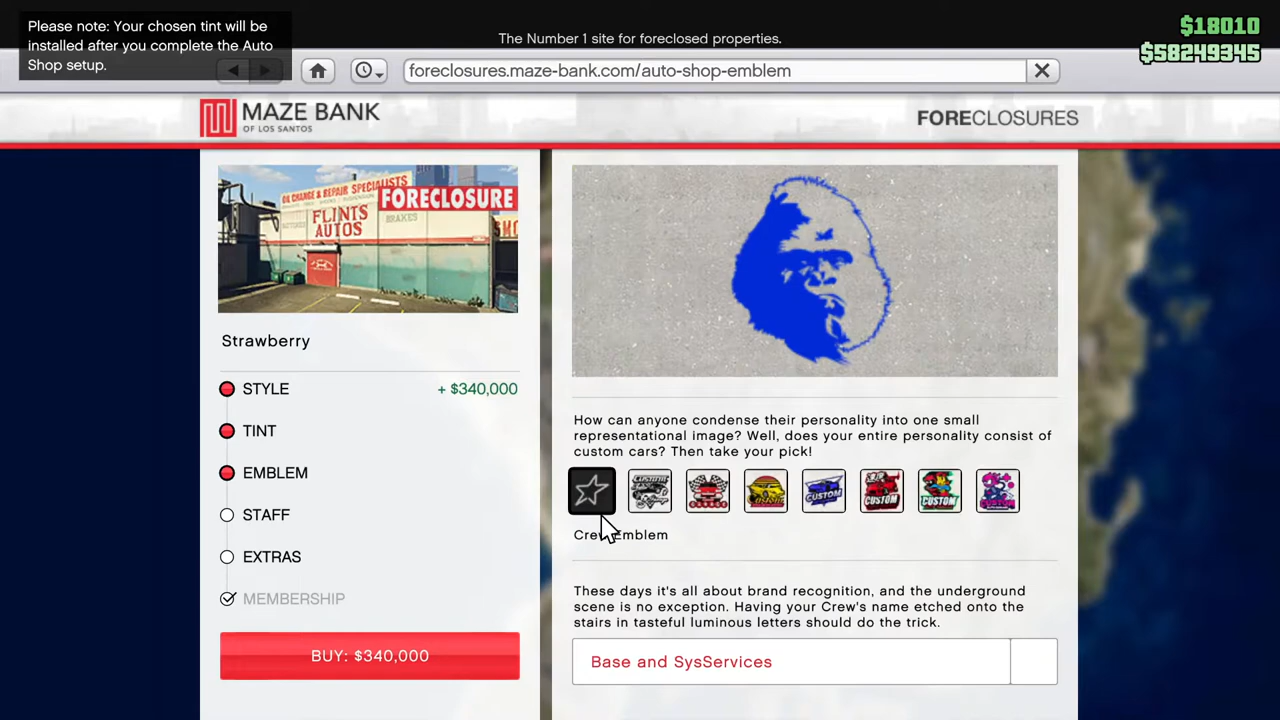 Please note: Your chosen tint will be
installed after you complete the Auto
Shop setup.
The Number 1 site for foreclosed properties.
$18010
$58249345
foreclosures.maze-bank.com/auto-shop-emblem
MAZE BANK
OF LOS SANTOS
FORECLOSURES
OIL CHANGE & REPAIR SPECIALISTS
FORECLOSURE
FLINTS
AUTOS
BRAKES
Strawberry
STYLE
+ $340,000
TINT
EMBLEM
STAFF
EXTRAS
MEMBERSHIP
BUY: $340,000
How can anyone condense their personality into one small
representational image? Well, does your entire personality consist of
custom cars? Then take your pick!
CUSTOM
CUSTOM
CUSTOM
Crew Emblem
These days it's all about brand recognition, and the underground
scene is no exception. Having your Crew's name etched onto the
stairs in tasteful luminous letters should do the trick.
Base and SysServices